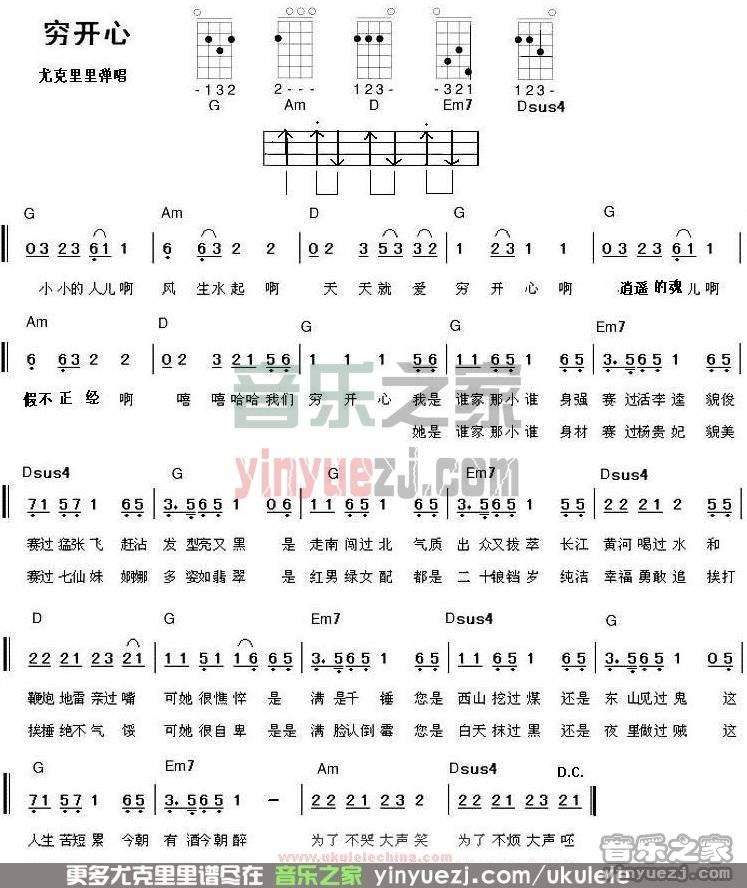 穷开心
尤克里里弹唱
-132 2--- 123- -321 123-
G Am D Em7 Dsus4
G Am D G G
03 23 61 1 | 6 63 2 2 | 02 23 53 32 | 1 23 1 1 | 03 23 61 1
小小的人儿啊 风生水起啊 天天就爱 穷开心啊 逍遥的魂儿啊
Am D G G Em7
6 63 2 2 | 02 3 321 56 | 1 1 1 56 | 11 61 65 | 3. 565 1 65
假不正经啊 嘻嘻哈哈我们 穷开心 我是 谁家那小谁 身强 赛过活李逵 貌俊
她是 谁家那小谁 身材 赛过杨贵妃 貌美
Dsus4 G G Em7 Dsus4
71 57 1 65 | 3. 565 1 06 | 11 65 1 65 | 3. 565 1 55 | 22 21 2 5
赛过猛张飞 赶沾 发型亮又黑 是 走南闯过北 气质 出众又拔萃 长江 黄河喝过水 和
赛过七仙妹 婀娜 多姿如翡翠 是 红男绿女配 都是 二十锒铛岁 纯洁 幸福勇敢追 挨打
D G Em7 Dsus4 G
22 21 23 21 | 11 51 16 65 | 3. 565 1 65 | 22 21 2 65 | 3. 565 1 05
鞭炮地雷亲过嘴 可她很憔悴 是 满是千锤 您是 西山挖过煤 还是 东山见过鬼 这
挨捶绝不气馁 可她很自卑 是是 满脸认倒霉 您是 白天抹过黑 还是 夜里做过贼 这
G Em7 Am Dsus4 D.C.
71 57 1 65 | 3. 565 1 - | 22 21 23 2 | 22 21 23 21
人生苦短累 今朝 有酒今朝醉 为了不哭大声笑 为了不烦大声呸
音乐之家
yinyuezj.com
www.ukulelechina.com
音乐之家
yinyuezj.com
更多尤克里里谱尽在 音乐之家 yinyuezj.com/ukulele